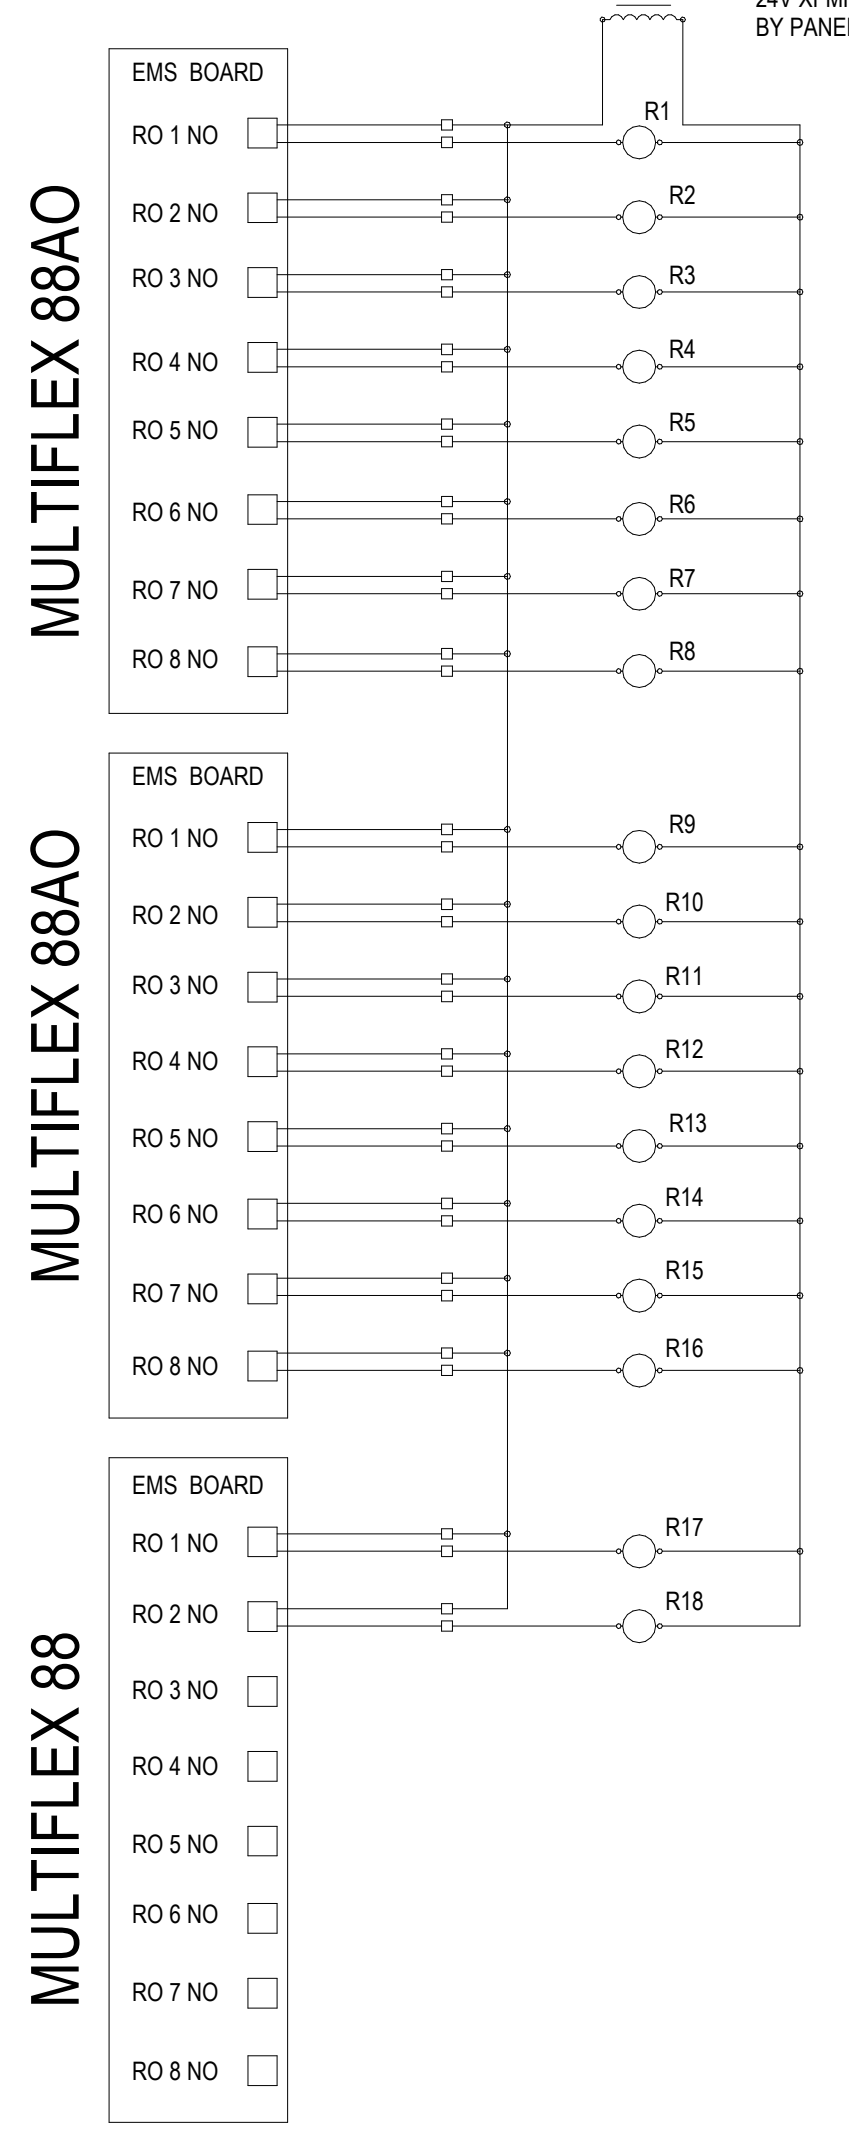 BY PANEL
MULTIFLEX 88AO
EMS BOARD
RO 1 NO
R1
RO 2 NO
R2
RO 3 NO
R3
RO 4 NO
R4
RO 5 NO
R5
RO 6 NO
R6
RO 7 NO
R7
RO 8 NO
R8
MULTIFLEX 88AO
EMS BOARD
RO 1 NO
R9
RO 2 NO
R10
RO 3 NO
R11
RO 4 NO
R12
RO 5 NO
R13
RO 6 NO
R14
RO 7 NO
R15
RO 8 NO
R16
MULTIFLEX 88
EMS BOARD
RO 1 NO
R17
RO 2 NO
R18
RO 3 NO
RO 4 NO
RO 5 NO
RO 6 NO
RO 7 NO
RO 8 NO